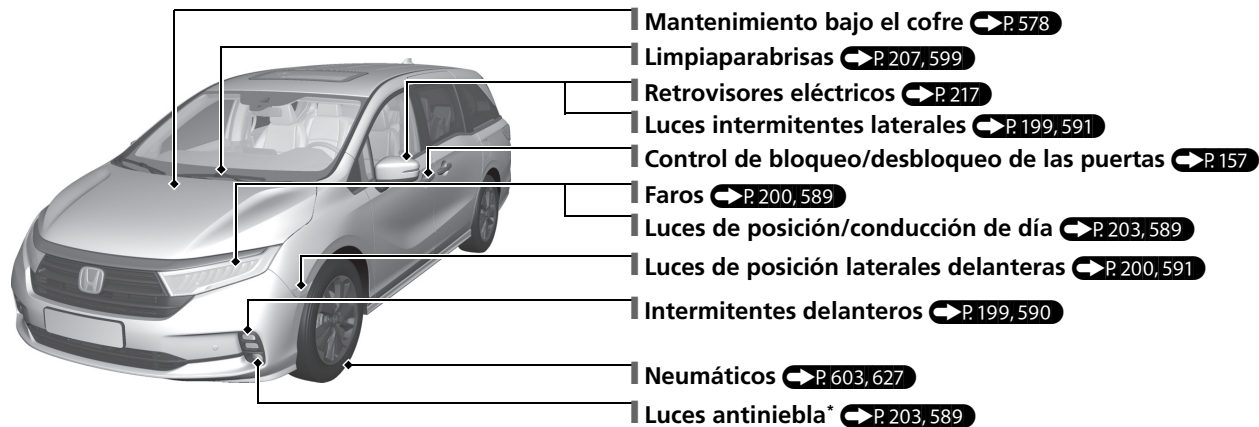 Mantenimiento bajo el cofre P. 578
Limpiaparabrisas P. 207, 599
Retrovisores eléctricos P. 217
Luces intermitentes laterales P. 199, 591
Control de bloqueo/desbloqueo de las puertas P. 157
Faros P. 200, 589
Luces de posición/conducción de día P. 203, 589
Luces de posición laterales delanteras P. 200, 591
Intermitentes delanteros P. 199, 590
Neumáticos P. 603, 627
Luces antiniebla* P. 203, 589